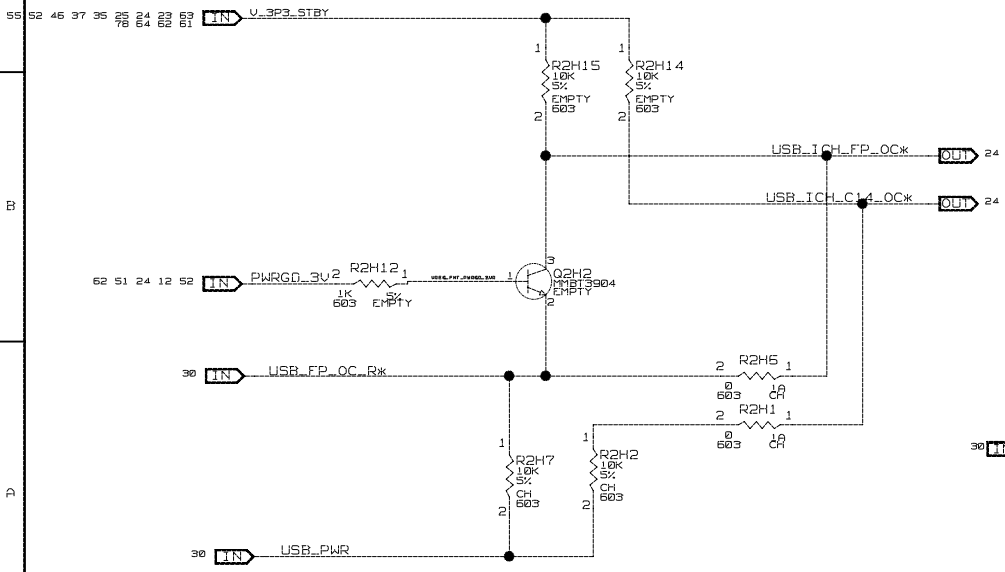 55 52 46 37 35 25 24 23 63
78 64 62 61
IN
V_3P3_STBY
1
R2H15
10K
5%
EMPTY
603
2
1
R2H14
10K
5%
EMPTY
603
2
USB_ICH_FP_OC*
OUT
24
B
USB_ICH_C14_OC*
OUT
24
62 51 24 12 52
IN
PWRGD_3V
2
R2H12
1
1K
603
5%
EMPTY
1
3
Q2H2
MMBT3904
EMPTY
2
30
IN
USB_FP_OC_R*
2
R2H5
1
0
603
1A
CH
2
R2H1
1
0
603
1A
CH
1
R2H7
10K
5%
CH
603
2
1
R2H2
10K
5%
CH
603
2
30
A
30
IN
USB_PWR